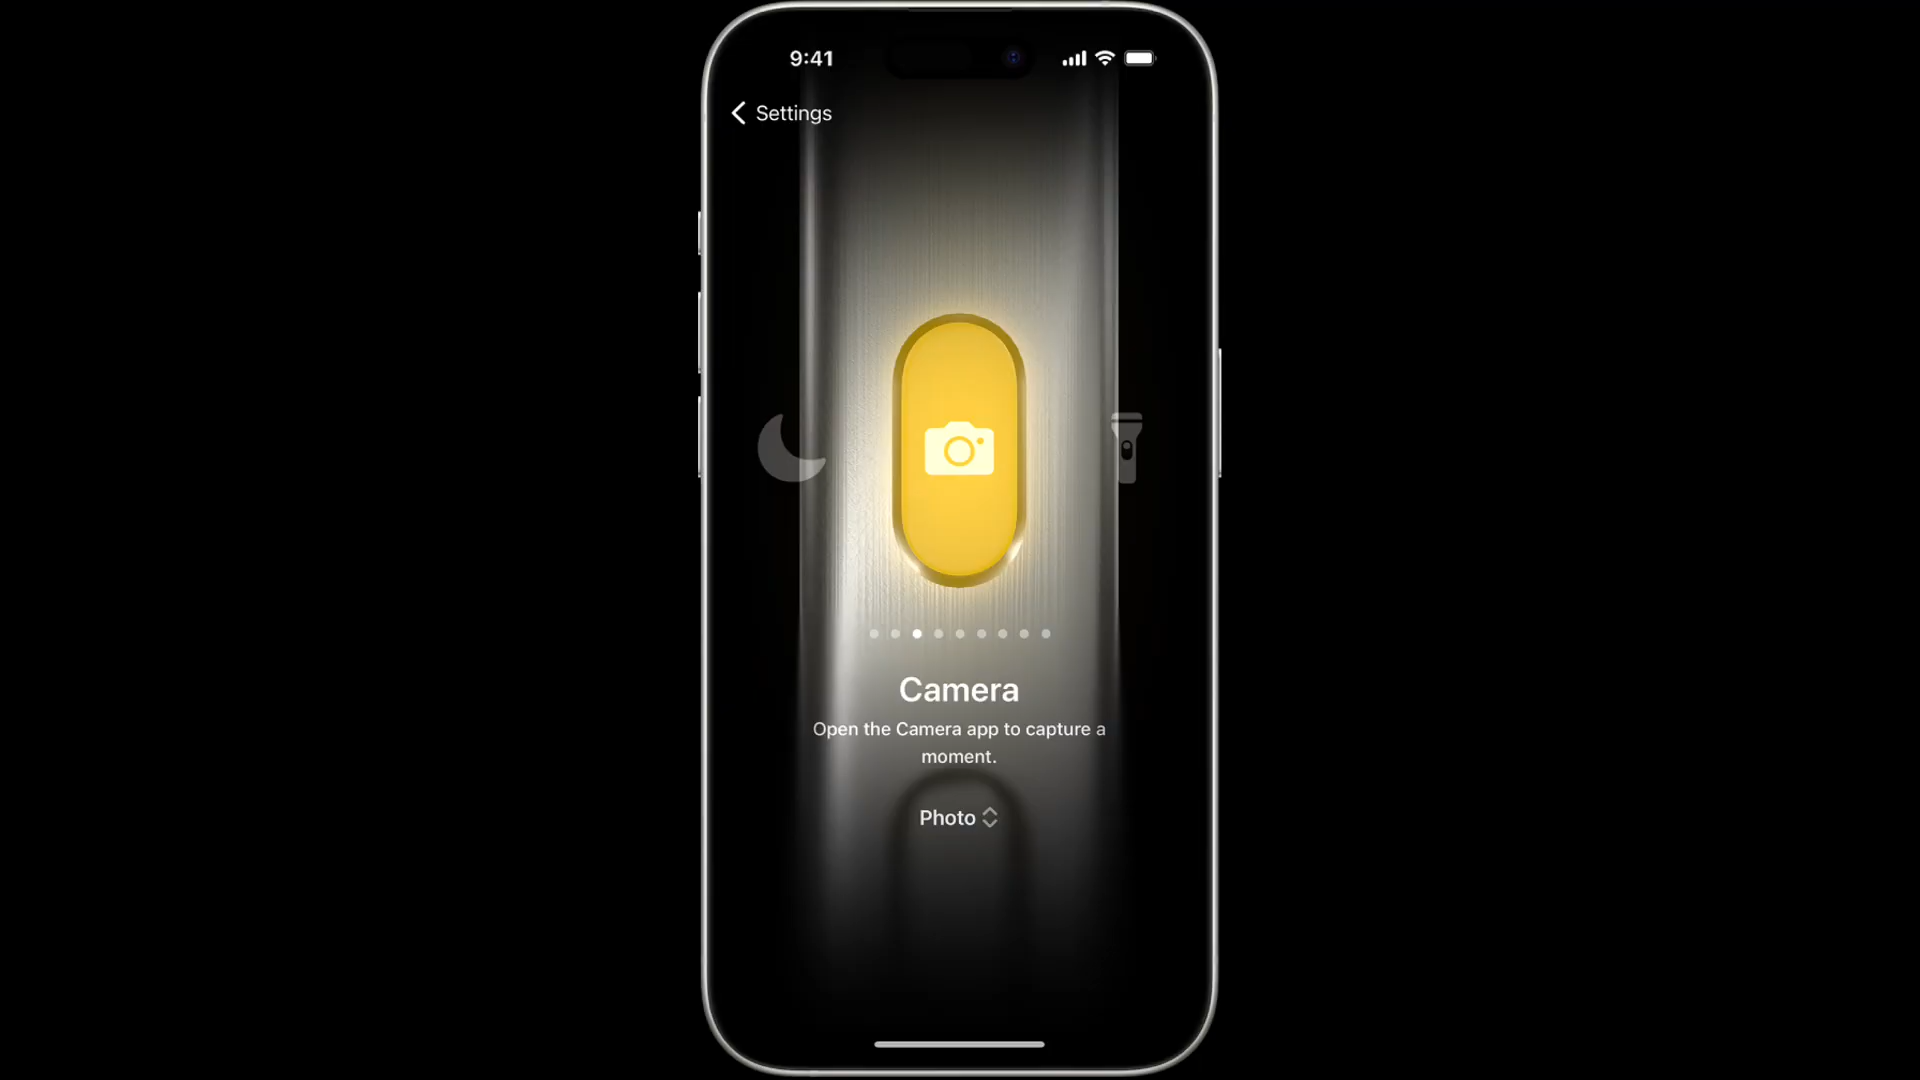 9:41
Settings
Camera
Open the Camera app to capture a
moment.
Photo